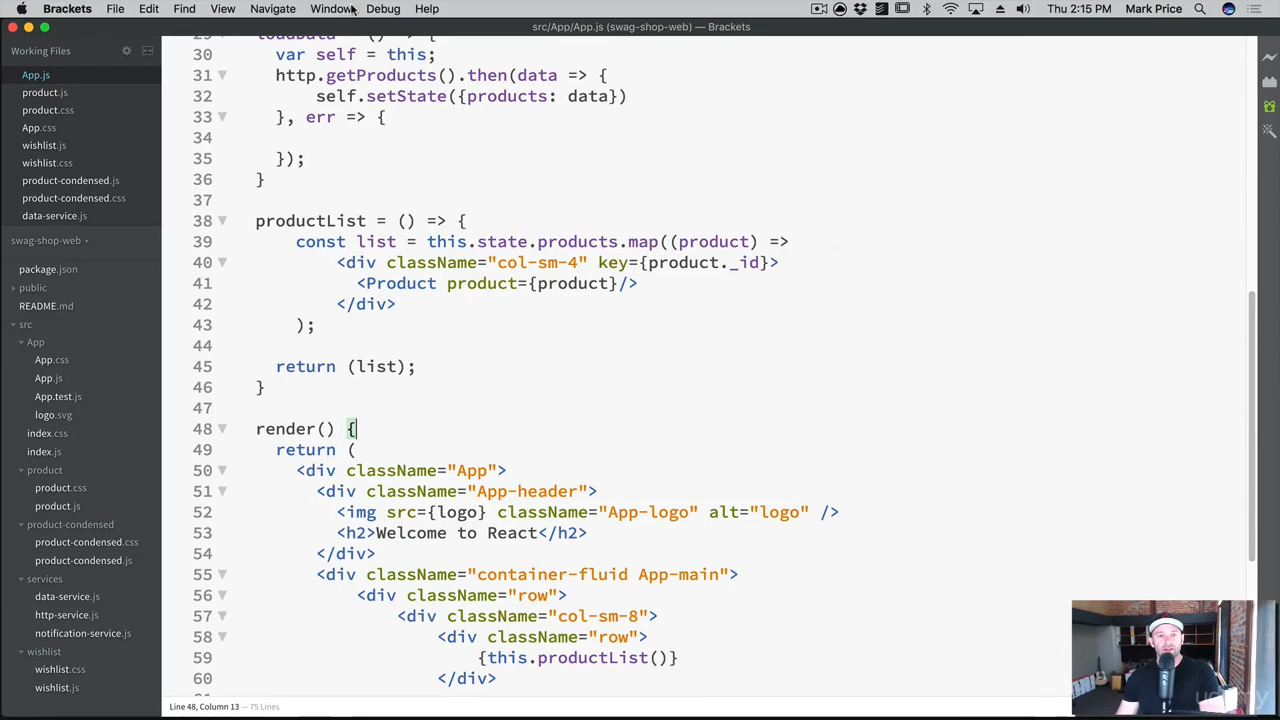 Brackets File Edit Find View Navigate Window Debug Help Thu 2:15 PM Mark Price
src/App/App.js (swag-shop-web) — Brackets
Working Files
App.js
product.js
product.css
App.css
wishlist.js
wishlist.css
product-condensed.js
product-condensed.css
data-service.js
swag-shop-web
package.json
public
README.md
src
App
App.css
App.js
App.test.js
logo.svg
index.css
index.js
product
product.css
product.js
product-condensed
product-condensed.css
product-condensed.js
services
data-service.js
http-service.js
notification-service.js
wishlist
wishlist.css
wishlist.js
29 loadData = () => {
30 var self = this;
31 http.getProducts().then(data => {
32 self.setState({products: data})
33 }, err => {
34
35 });
36 }
37
38 productList = () => {
39 const list = this.state.products.map((product) =>
40 <div className="col-sm-4" key={product._id}>
41 <Product product={product}/>
42 </div>
43 );
44
45 return (list);
46 }
47
48 render() {
49 return (
50 <div className="App">
51 <div className="App-header">
52 <img src={logo} className="App-logo" alt="logo" />
53 <h2>Welcome to React</h2>
54 </div>
55 <div className="container-fluid App-main">
56 <div className="row">
57 <div className="col-sm-8">
58 <div className="row">
59 {this.productList()}
60 </div>
Line 48, Column 13 — 75 Lines
udemy